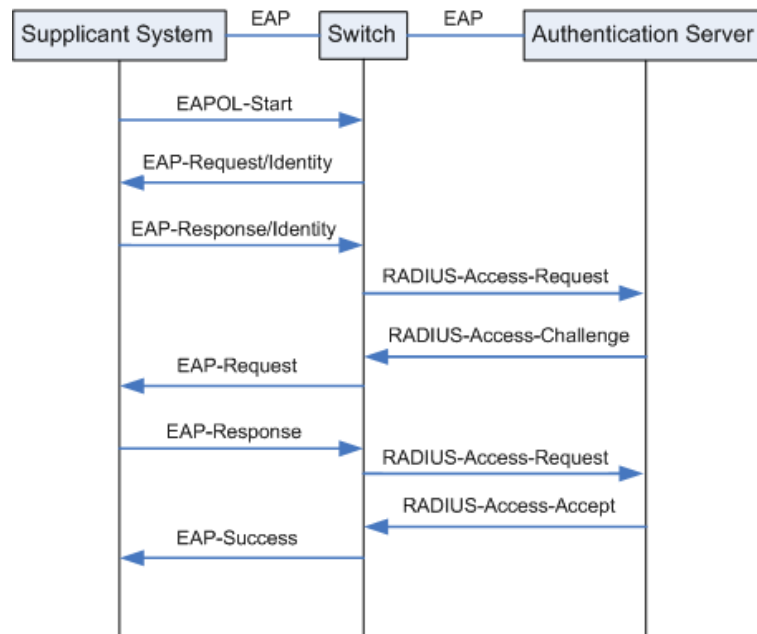 EAP
EAP
Supplicant System
Switch
Authentication Server
EAPOL-Start
EAP-Request/Identity
EAP-Response/Identity
RADIUS-Access-Request
RADIUS-Access-Challenge
EAP-Request
EAP-Response
RADIUS-Access-Request
RADIUS-Access-Accept
EAP-Success